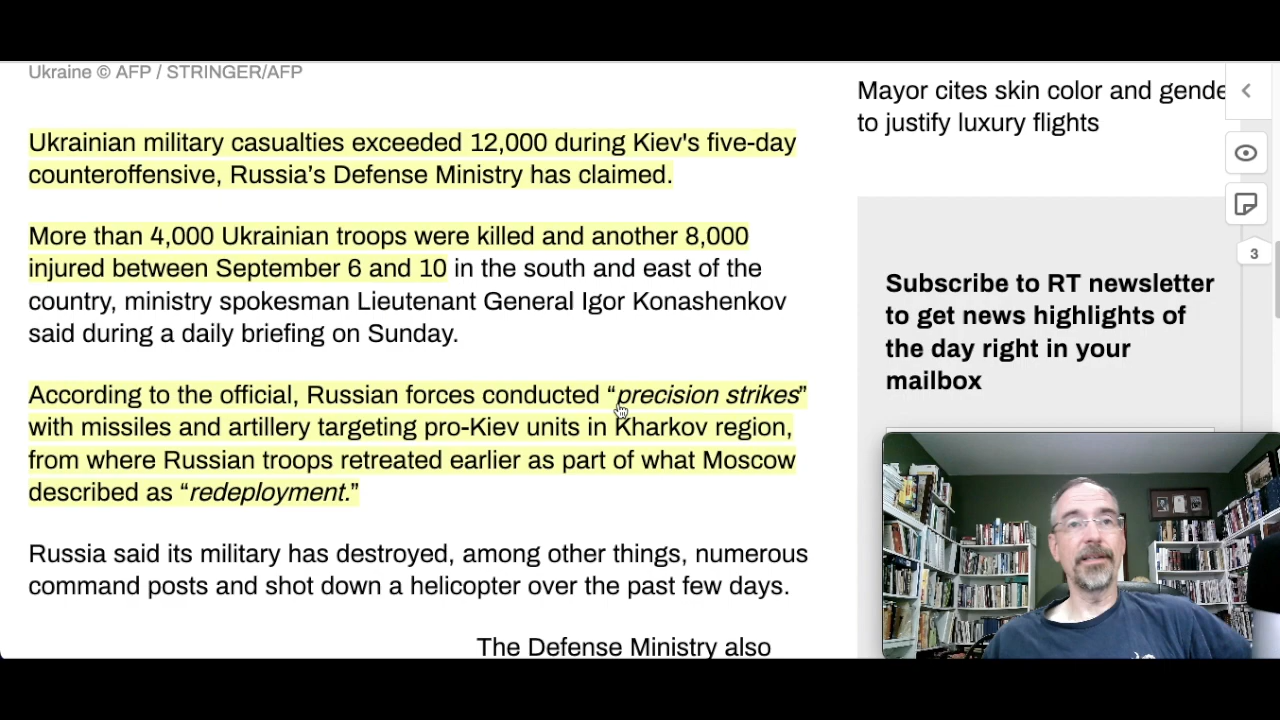 Ukraine © AFP / STRINGER/AFP
Ukrainian military casualties exceeded 12,000 during Kiev's five-day
counteroffensive, Russia’s Defense Ministry has claimed.
More than 4,000 Ukrainian troops were killed and another 8,000
injured between September 6 and 10 in the south and east of the
country, ministry spokesman Lieutenant General Igor Konashenkov
said during a daily briefing on Sunday.
According to the official, Russian forces conducted “precision strikes”
with missiles and artillery targeting pro-Kiev units in Kharkov region,
from where Russian troops retreated earlier as part of what Moscow
described as “redeployment.”
Russia said its military has destroyed, among other things, numerous
command posts and shot down a helicopter over the past few days.
The Defense Ministry also
Mayor cites skin color and gende
to justify luxury flights
3
Subscribe to RT newsletter
to get news highlights of
the day right in your
mailbox